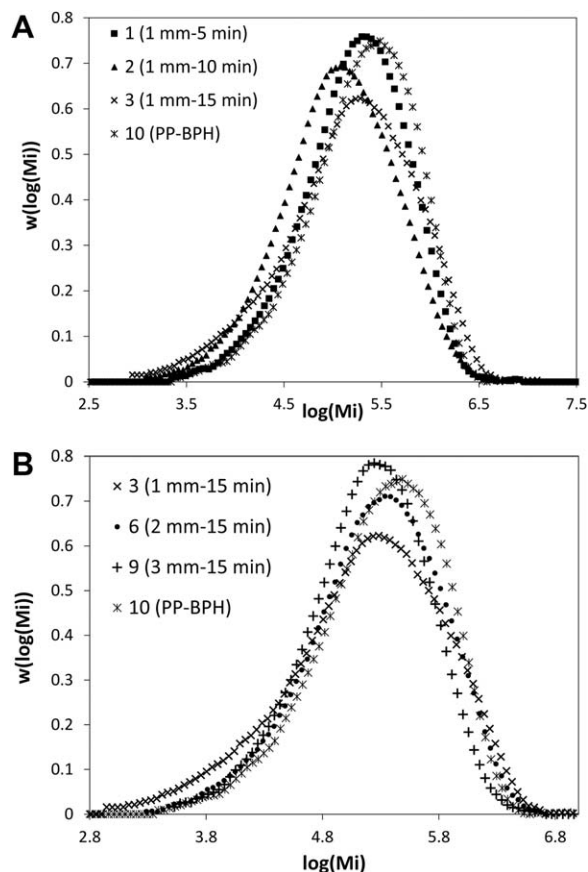 A
0.8
0.7
0.6
0.5
0.4
0.3
0.2
0.1
0
w(log(Mi))
1 (1 mm-5 min)
2 (1 mm-10 min)
3 (1 mm-15 min)
10 (PP-BPH)
2.5 3.5 4.5 5.5 6.5 7.5
log(Mi)
B
0.8
0.7
0.6
0.5
0.4
0.3
0.2
0.1
0
w(log(Mi))
3 (1 mm-15 min)
6 (2 mm-15 min)
9 (3 mm-15 min)
10 (PP-BPH)
2.8 3.8 4.8 5.8 6.8
log(Mi)